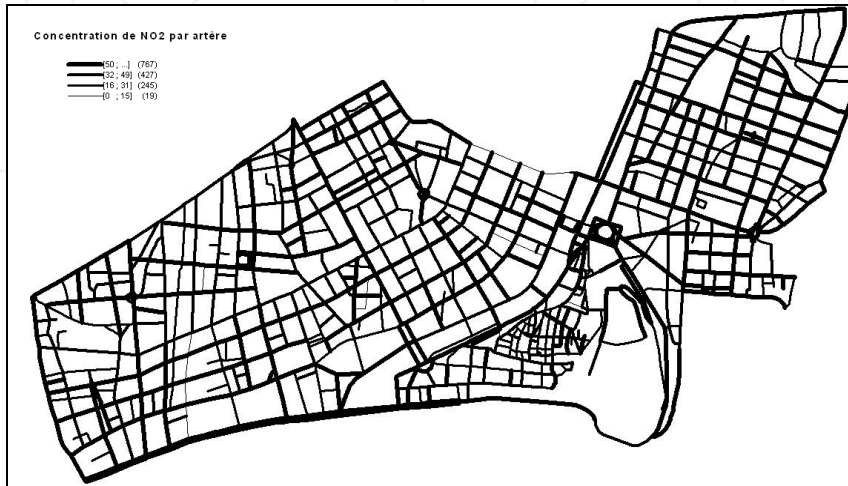 Concentration de NO2 par artère
[50 ; ...] (767)
[32 ; 49] (427)
[16 ; 31] (245)
[0 ; 15] (19)